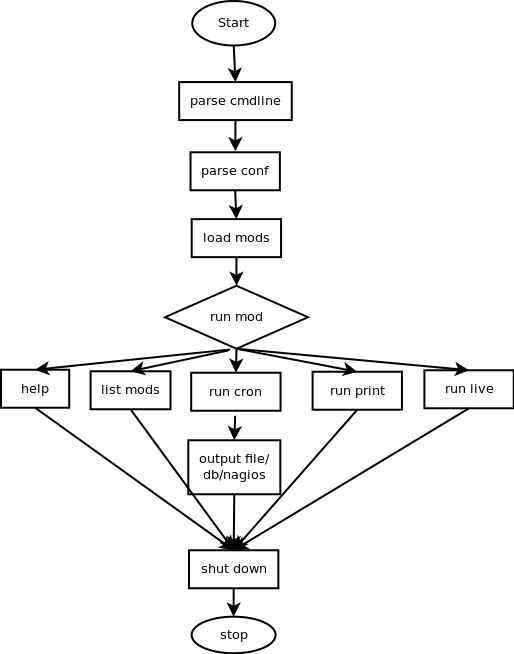 Start
parse cmdline
parse conf
load mods
run mod
help
list mods
run cron
run print
run live
output file/
db/nagios
shut down
stop